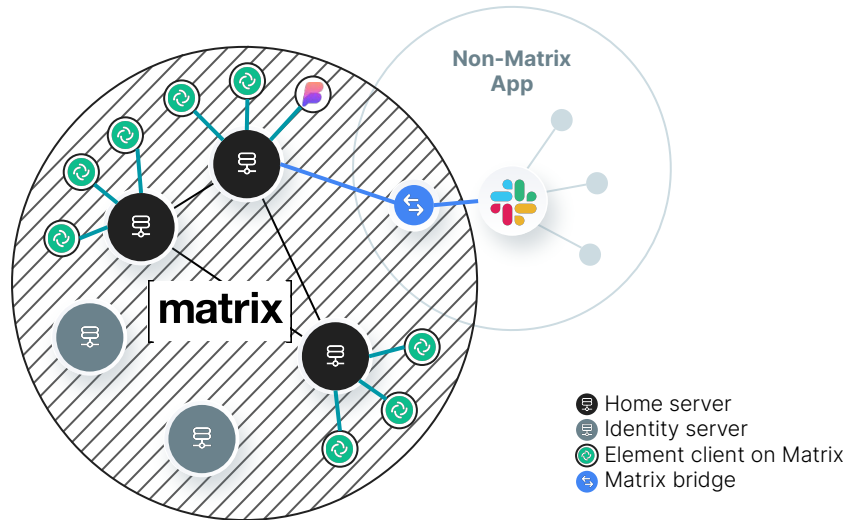 Non-Matrix
App
[matrix]
Home server
Identity server
Element client on Matrix
Matrix bridge